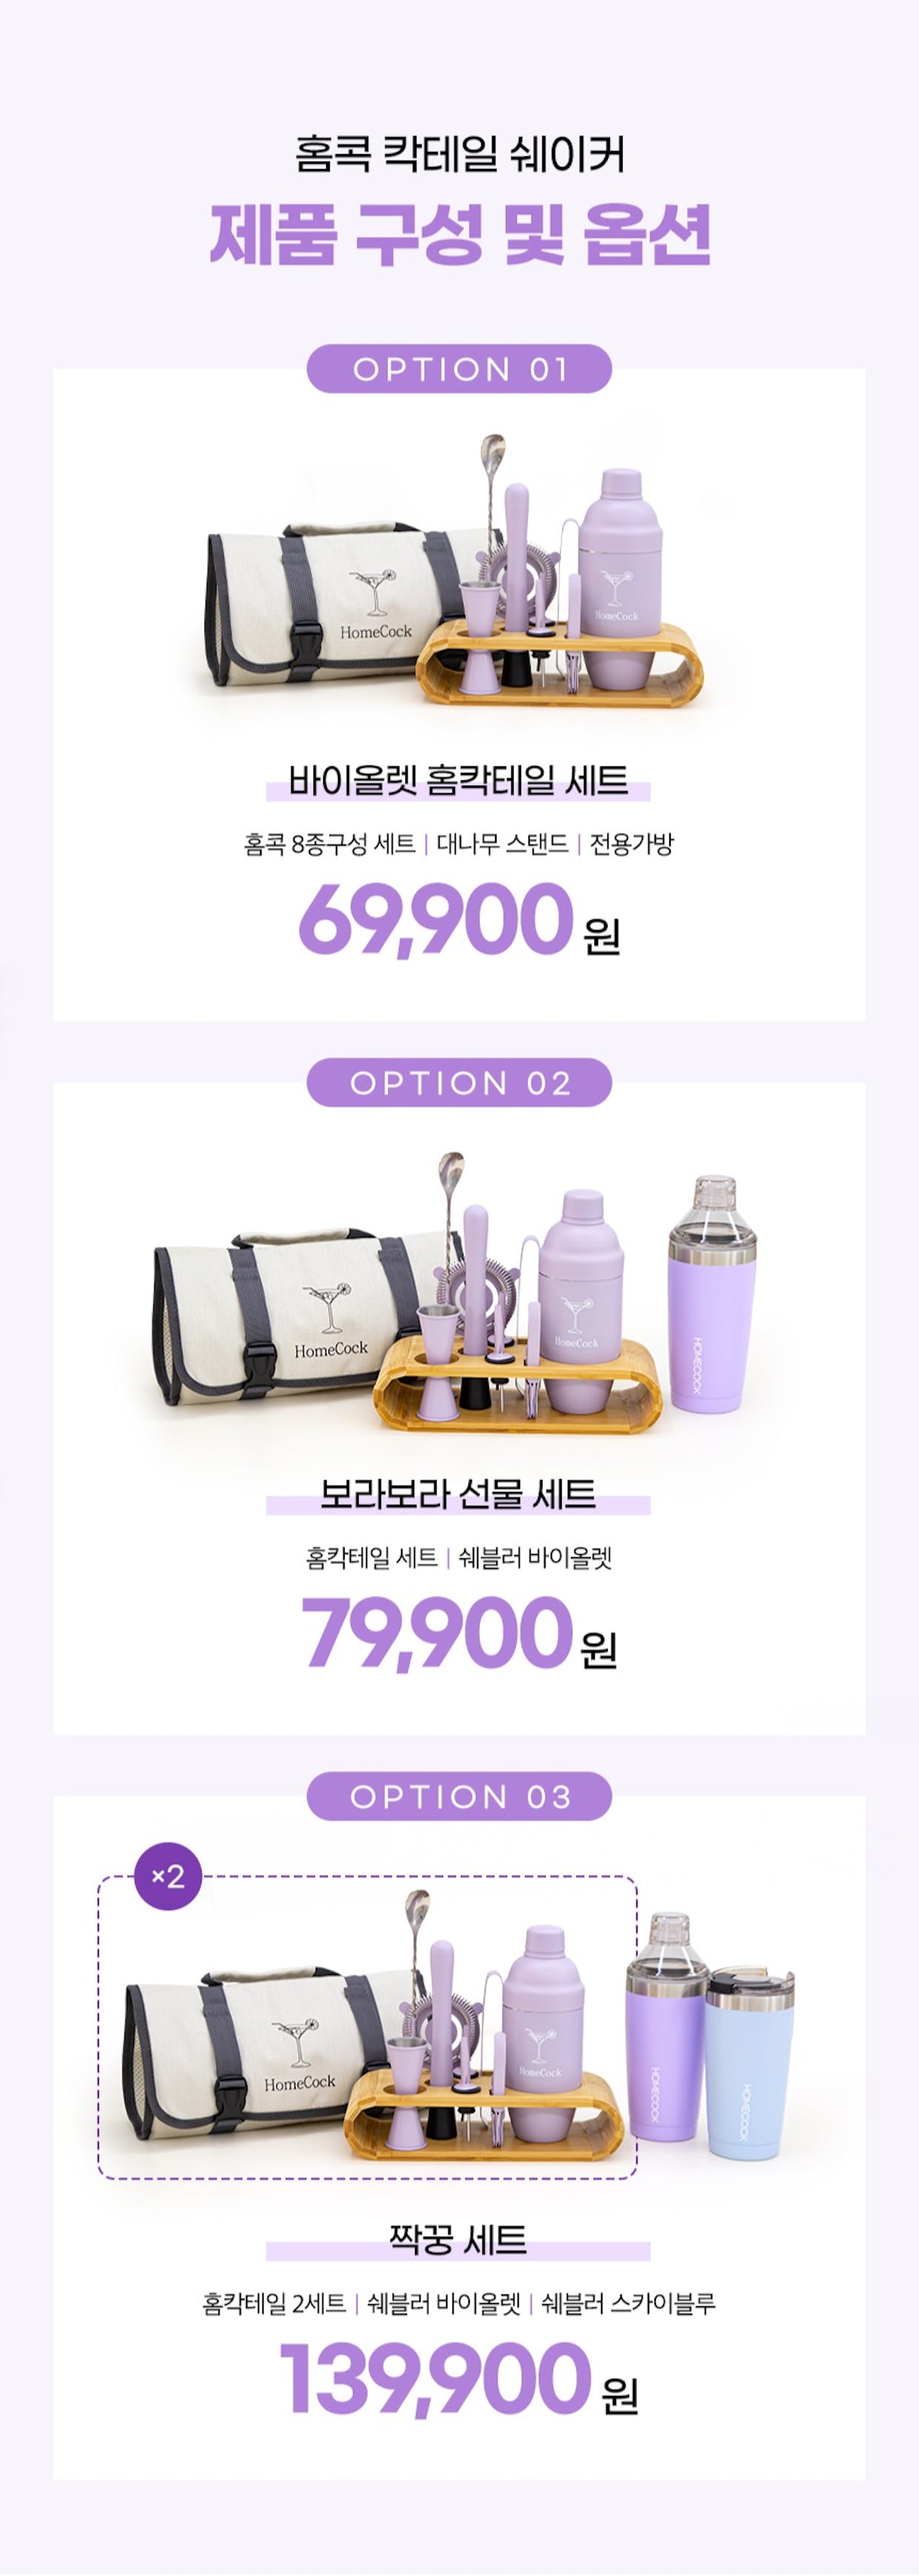 홈콕 칵테일 쉐이커
제품 구성 및 옵션
OPTION 01
HomeCock
HomeCock
바이올렛 홈칵테일 세트
홈콕 8종구성 세트 | 대나무 스탠드 | 전용가방
69,900 원
OPTION 02
HomeCock
HomeCock
HOMECOCK
보라보라 선물 세트
홈칵테일 세트 | 쉐블러 바이올렛
79,900 원
OPTION 03
×2
HomeCock
HomeCock
HOMECOCK
HOMECOCK
짝꿍 세트
홈칵테일 2세트 | 쉐블러 바이올렛 | 쉐블러 스카이블루
139,900 원